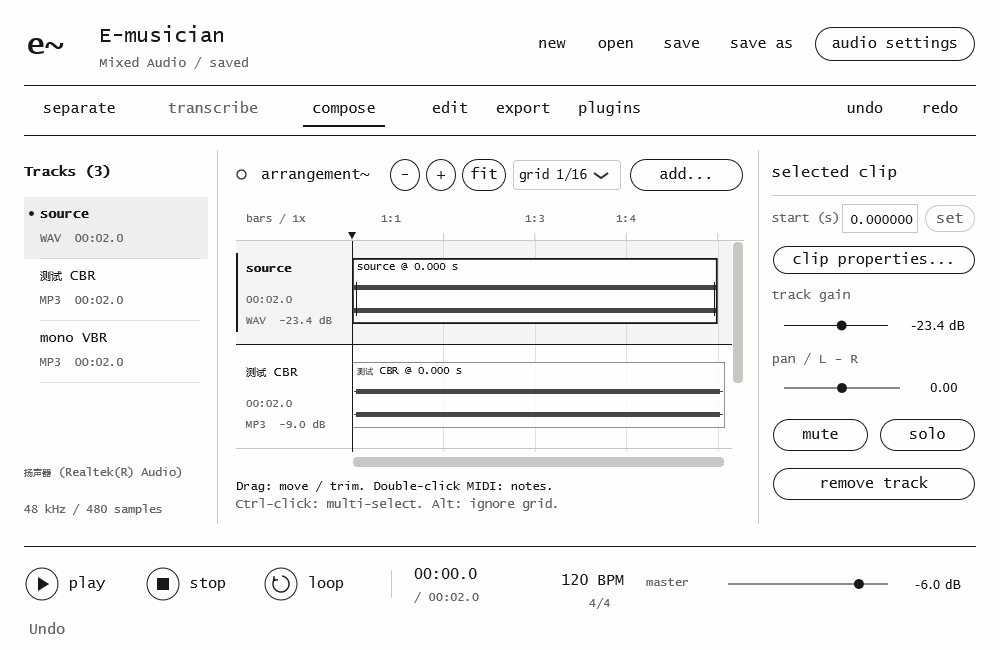 e~ E-musician new open save save as audio settings
Mixed Audio / saved
separate transcribe compose edit export plugins undo redo
Tracks (3)
• source
WAV 00:02.0
测试 CBR
MP3 00:02.0
mono VBR
MP3 00:02.0
扬声器 (Realtek(R) Audio)
48 kHz / 480 samples
arrangement~ - + fit grid 1/16 add...
bars / 1x 1:1 1:3 1:4
source
00:02.0
WAV -23.4 dB
source @ 0.000 s
测试 CBR
00:02.0
MP3 -9.0 dB
测试 CBR @ 0.000 s
Drag: move / trim. Double-click MIDI: notes.
Ctrl-click: multi-select. Alt: ignore grid.
selected clip
start (s) 0.000000 set
clip properties...
track gain
-23.4 dB
pan / L - R
0.00
mute solo
remove track
play stop loop 00:00.0 120 BPM master -6.0 dB
/ 00:02.0 4/4
Undo